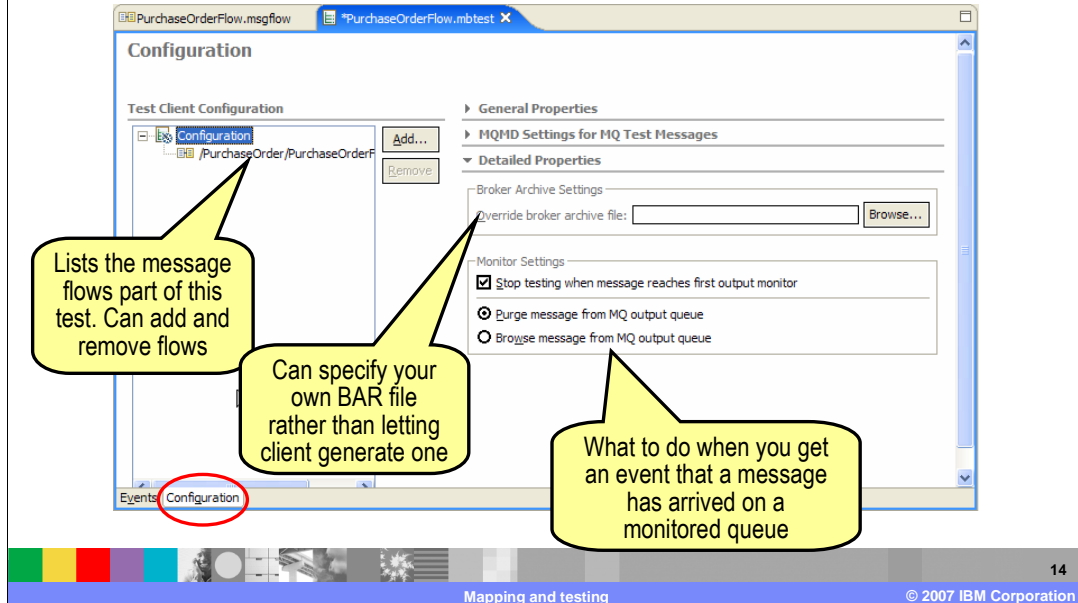 PurchaseOrderFlow.msgflow
*PurchaseOrderFlow.mbtest
Configuration
Test Client Configuration
Configuration
/PurchaseOrder/PurchaseOrderF
Add...
Remove
General Properties
MQMD Settings for MQ Test Messages
Detailed Properties
Broker Archive Settings
Override broker archive file:
Browse...
Monitor Settings
Stop testing when message reaches first output monitor
Purge message from MQ output queue
Browse message from MQ output queue
Lists the message
flows part of this
test. Can add and
remove flows
Can specify your
own BAR file
rather than letting
client generate one
What to do when you get
an event that a message
has arrived on a
monitored queue
Events
Configuration
14
Mapping and testing
© 2007 IBM Corporation